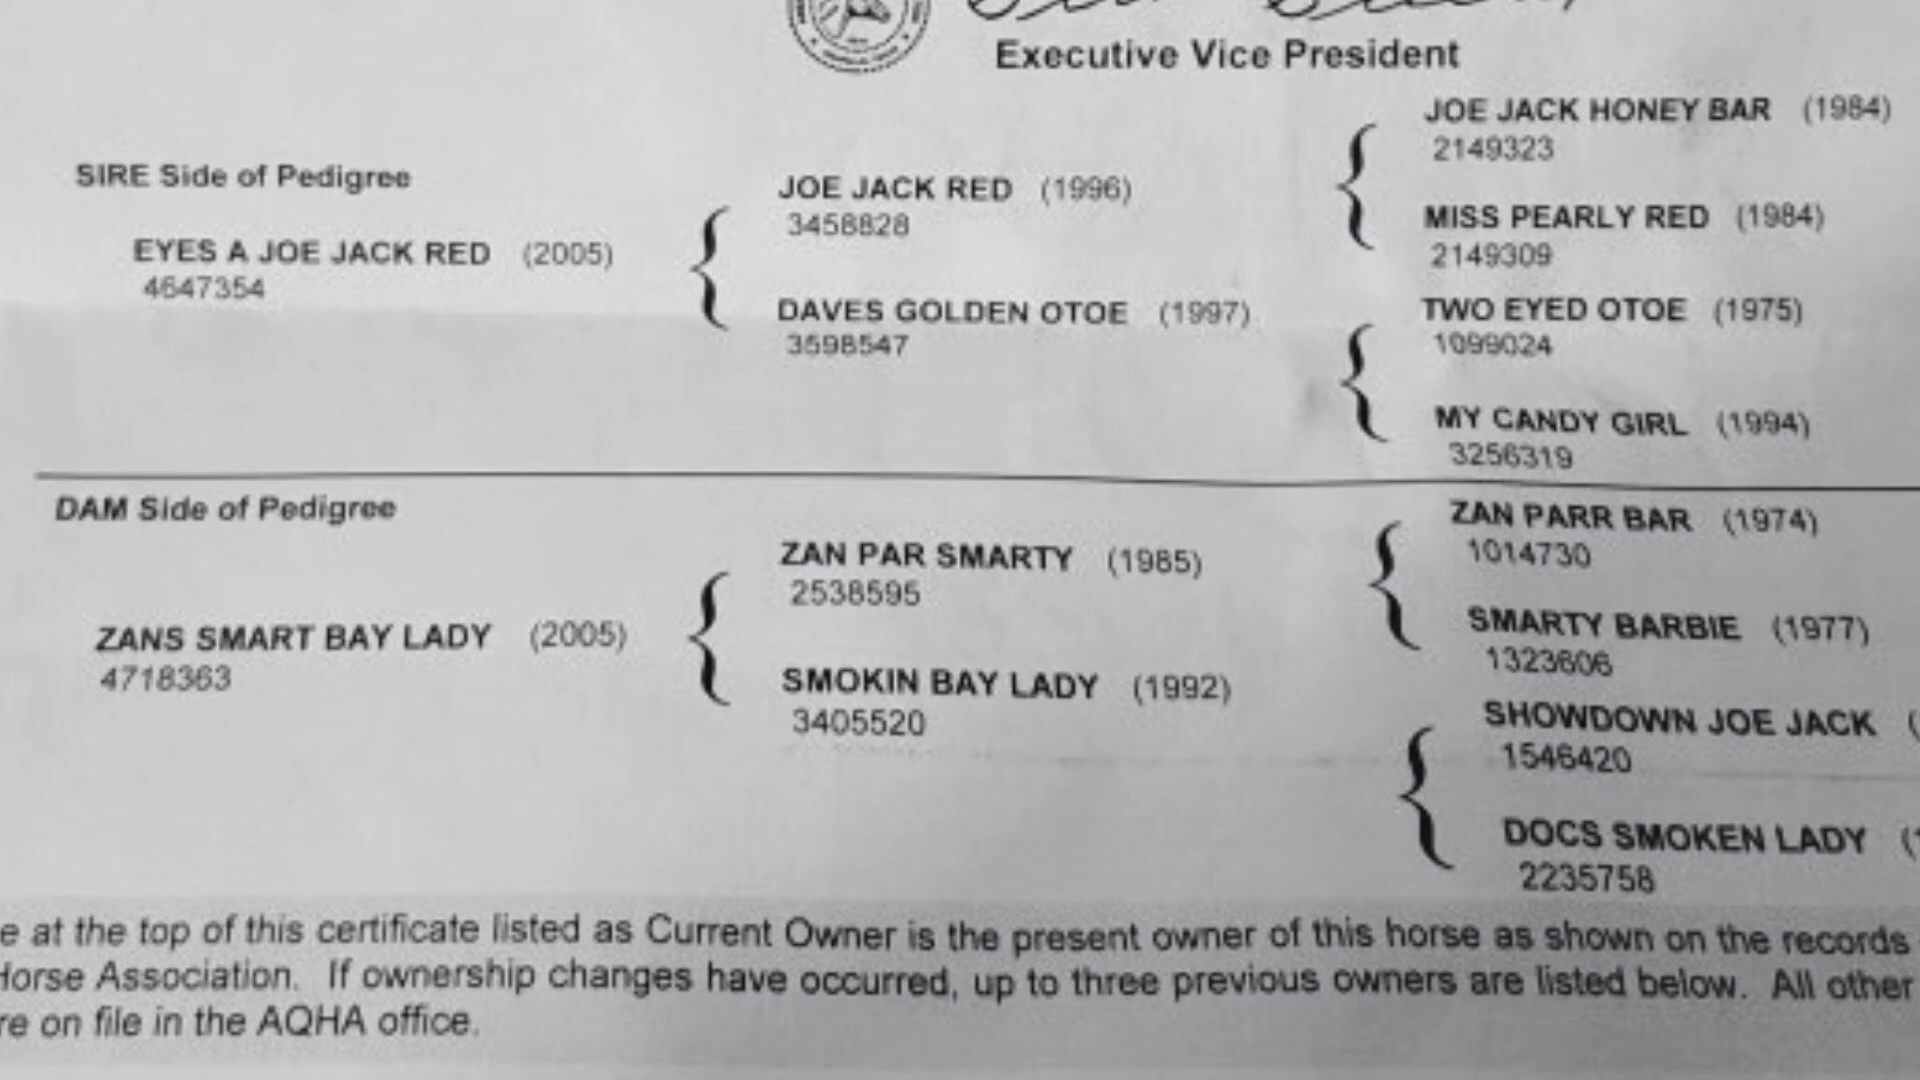 Executive Vice President
JOE JACK HONEY BAR (1984)
2149323
SIRE Side of Pedigree
JOE JACK RED (1996)
3458828
MISS PEARLY RED (1984)
2149309
EYES A JOE JACK RED (2005)
4647354
DAVES GOLDEN OTOE (1997)
3598547
TWO EYED OTOE (1975)
1099024
MY CANDY GIRL (1994)
3256319
DAM Side of Pedigree
ZAN PARR BAR (1974)
1014730
ZAN PAR SMARTY (1985)
2538595
SMARTY BARBIE (1977)
1323606
ZANS SMART BAY LADY (2005)
4718363
SMOKIN BAY LADY (1992)
3405520
SHOWDOWN JOE JACK (
1546420
DOCS SMOKEN LADY (1
2235758
e at the top of this certificate listed as Current Owner is the present owner of this horse as shown on the records
Horse Association. If ownership changes have occurred, up to three previous owners are listed below. All other
re on file in the AQHA office.